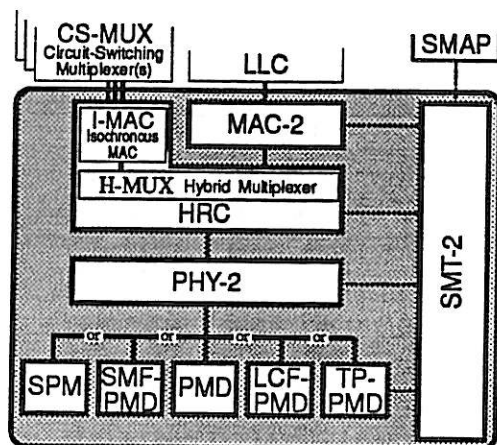 CS-MUX
Circuit-Switching
Multiplexer(s)
LLC
SMAP
I-MAC
Isochronous
MAC
MAC-2
H-MUX Hybrid Multiplexer
HRC
PHY-2
SMT-2
or or or or
SPM
SMF-
PMD
PMD
LCF-
PMD
TP-
PMD